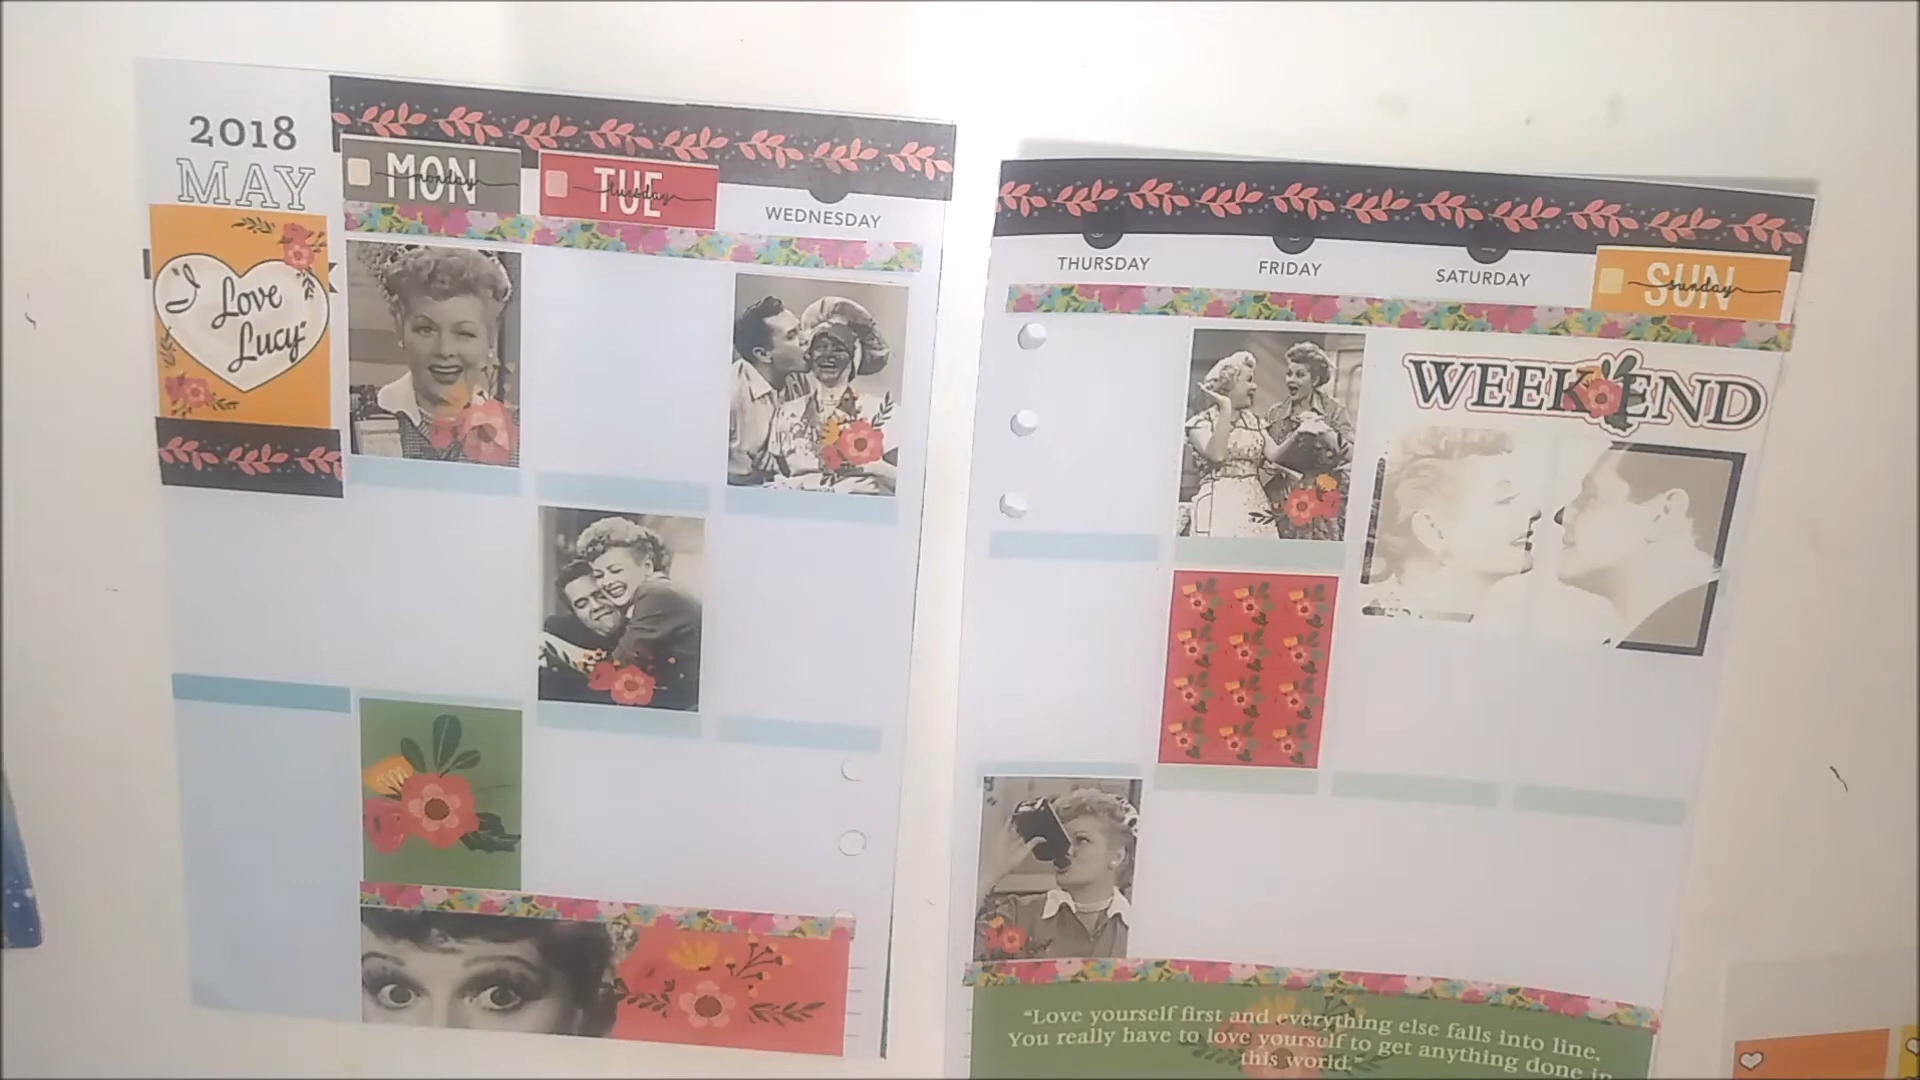 2018
MAY
"I
Love
Lucy"
MON
monday
TUE
tuesday
WEDNESDAY
THURSDAY
FRIDAY
SATURDAY
SUN
sunday
WEEKEND
"Love yourself first and everything else falls into line.
You really have to love yourself to get anything done in
this world."